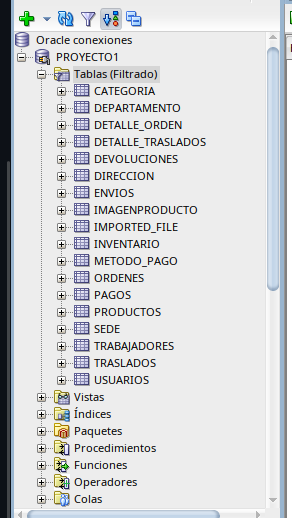 Oracle conexiones
PROYECTO1
Tablas (Filtrado)
CATEGORIA
DEPARTAMENTO
DETALLE_ORDEN
DETALLE_TRASLADOS
DEVOLUCIONES
DIRECCION
ENVIOS
IMAGENPRODUCTO
IMPORTED_FILE
INVENTARIO
METODO_PAGO
ORDENES
PAGOS
PRODUCTOS
SEDE
TRABAJADORES
TRASLADOS
USUARIOS
Vistas
Índices
Paquetes
Procedimientos
Funciones
Operadores
Colas